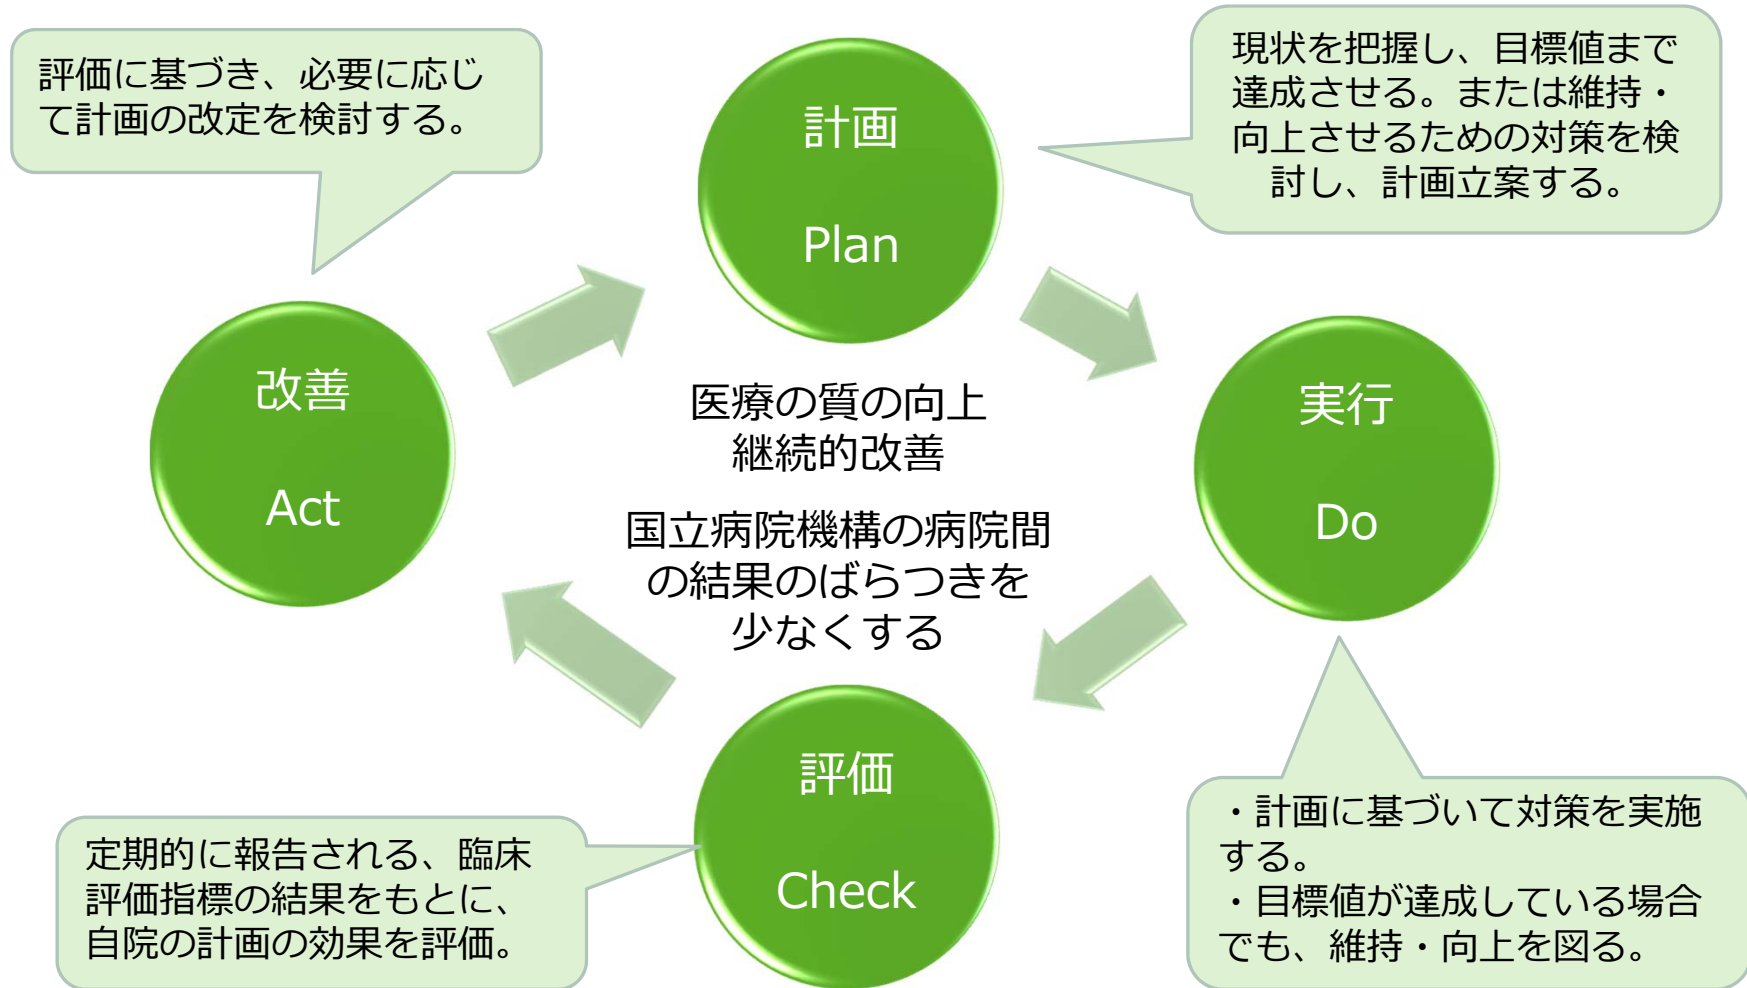 評価に基づき、必要に応じ
て計画の改定を検討する。
計画
Plan
現状を把握し、目標値まで
達成させる。または維持・
向上させるための対策を検
討し、計画立案する。
改善
Act
医療の質の向上
継続的改善
国立病院機構の病院間
の結果のばらつきを
少なくする
実行
Do
評価
Check
定期的に報告される、臨床
評価指標の結果をもとに、
自院の計画の効果を評価。
・計画に基づいて対策を実施
する。
・目標値が達成している場合
でも、維持・向上を図る。